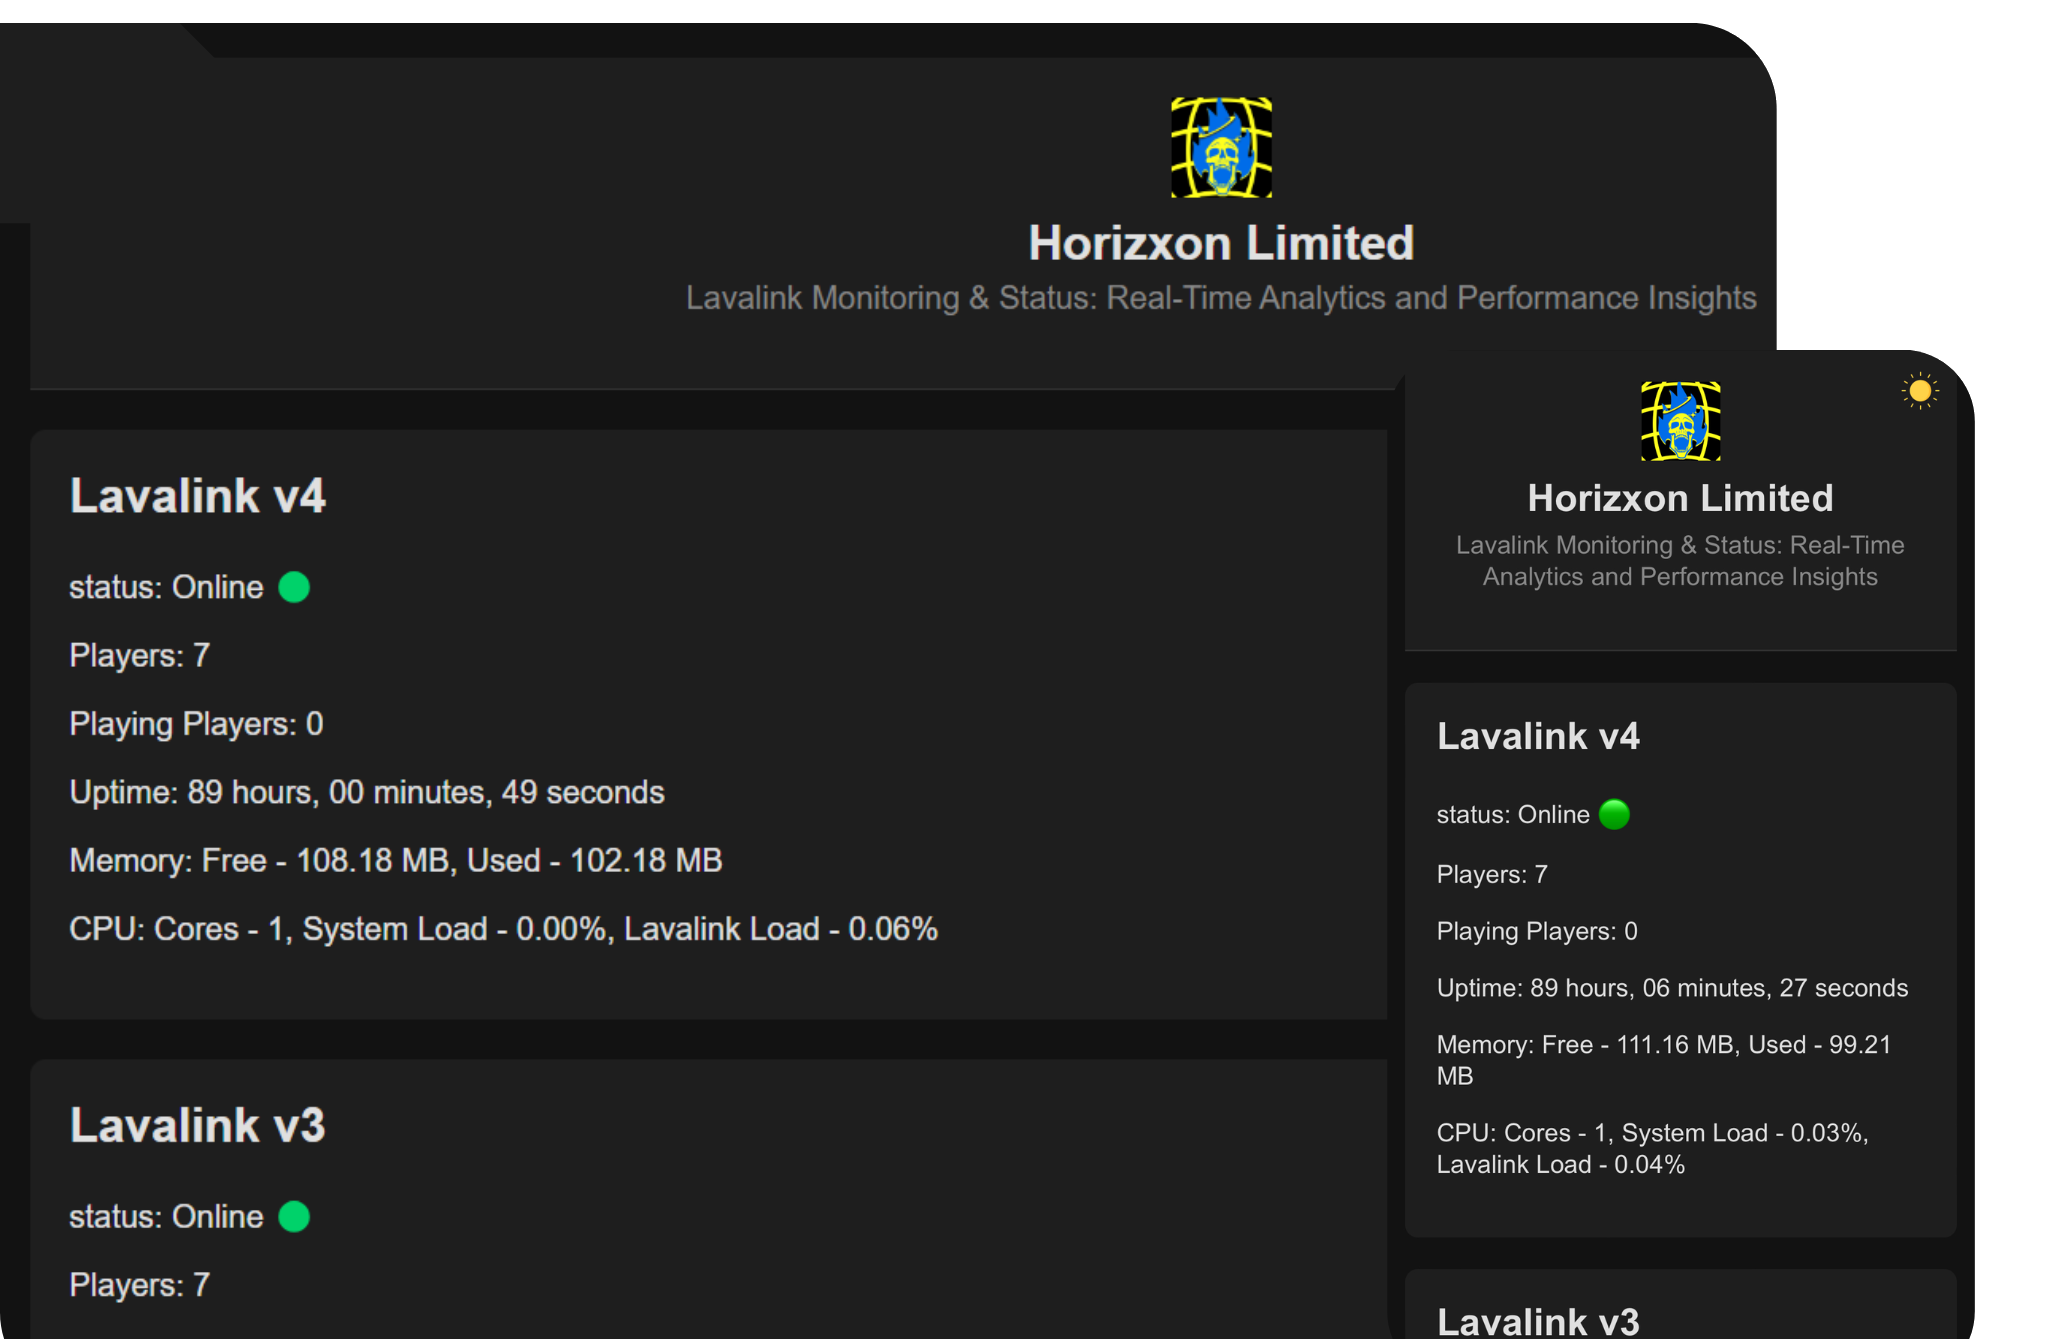 Horizxon Limited
Lavalink Monitoring & Status: Real-Time Analytics and Performance Insights
Lavalink v4
status: Online
Players: 7
Playing Players: 0
Uptime: 89 hours, 00 minutes, 49 seconds
Memory: Free - 108.18 MB, Used - 102.18 MB
CPU: Cores - 1, System Load - 0.00%, Lavalink Load - 0.06%
Lavalink v3
status: Online
Players: 7
Horizxon Limited
Lavalink Monitoring & Status: Real-Time
Analytics and Performance Insights
Lavalink v4
status: Online
Players: 7
Playing Players: 0
Uptime: 89 hours, 06 minutes, 27 seconds
Memory: Free - 111.16 MB, Used - 99.21
MB
CPU: Cores - 1, System Load - 0.03%,
Lavalink Load - 0.04%
Lavalink v3